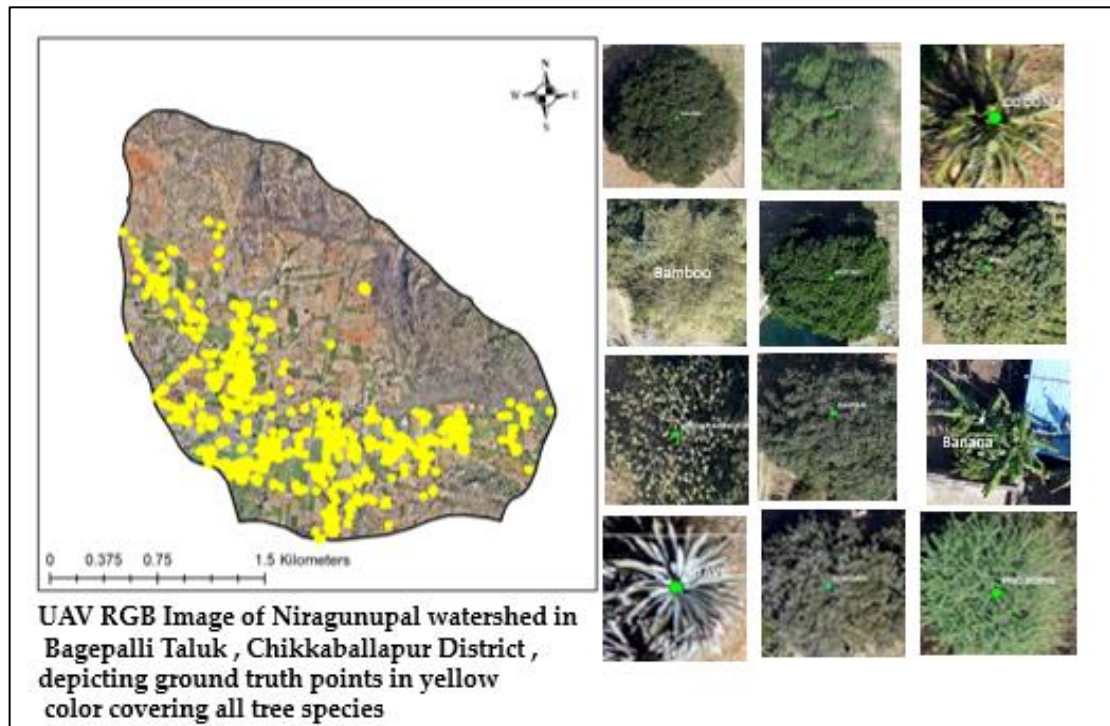 N
W E
S
0 0.375 0.75 1.5 Kilometers
UAV RGB Image of Niragunupal watershed in
Bagepalli Taluk , Chikkaballapur District ,
depicting ground truth points in yellow
color covering all tree species
Bamboo
Banana